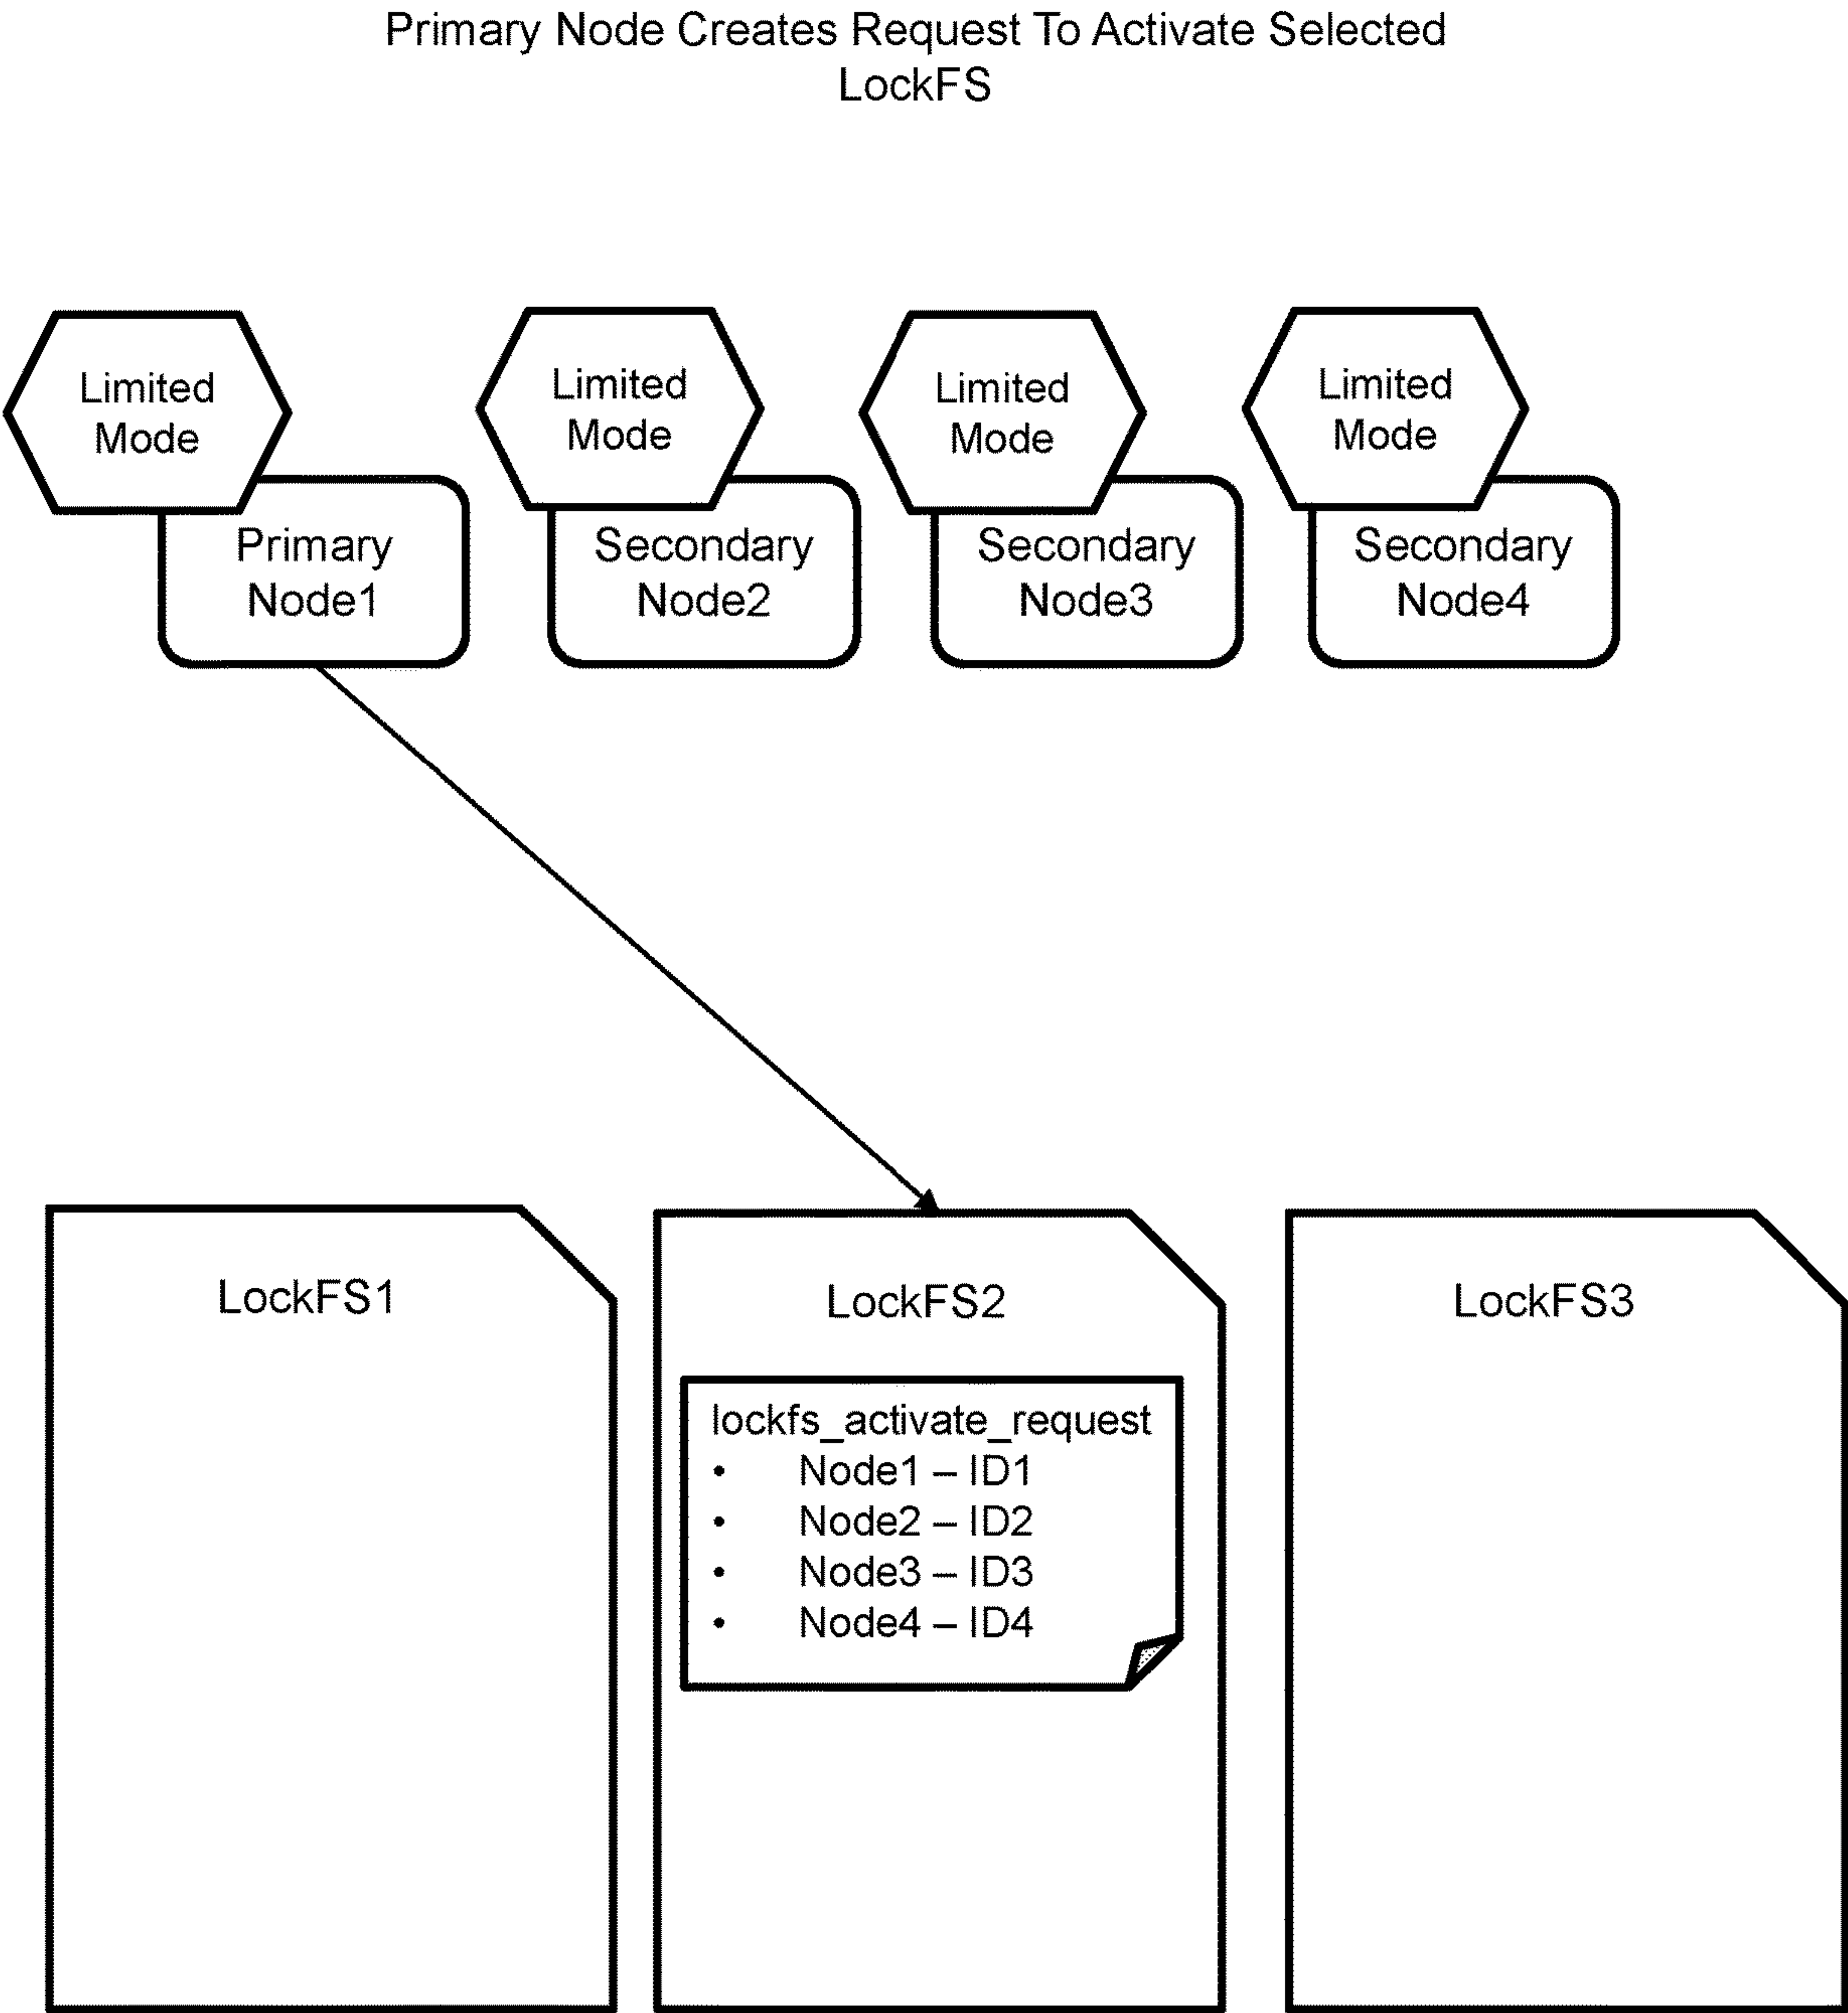 Primary Node Creates Request To Activate Selected
LockFS
Limited
Mode
Limited
Mode
Limited
Mode
Limited
Mode
Primary
Node1
Secondary
Node2
Secondary
Node3
Secondary
Node4
LockFS1
LockFS2
LockFS3
lockfs_activate_request
• Node1 – ID1
• Node2 – ID2
• Node3 – ID3
• Node4 – ID4